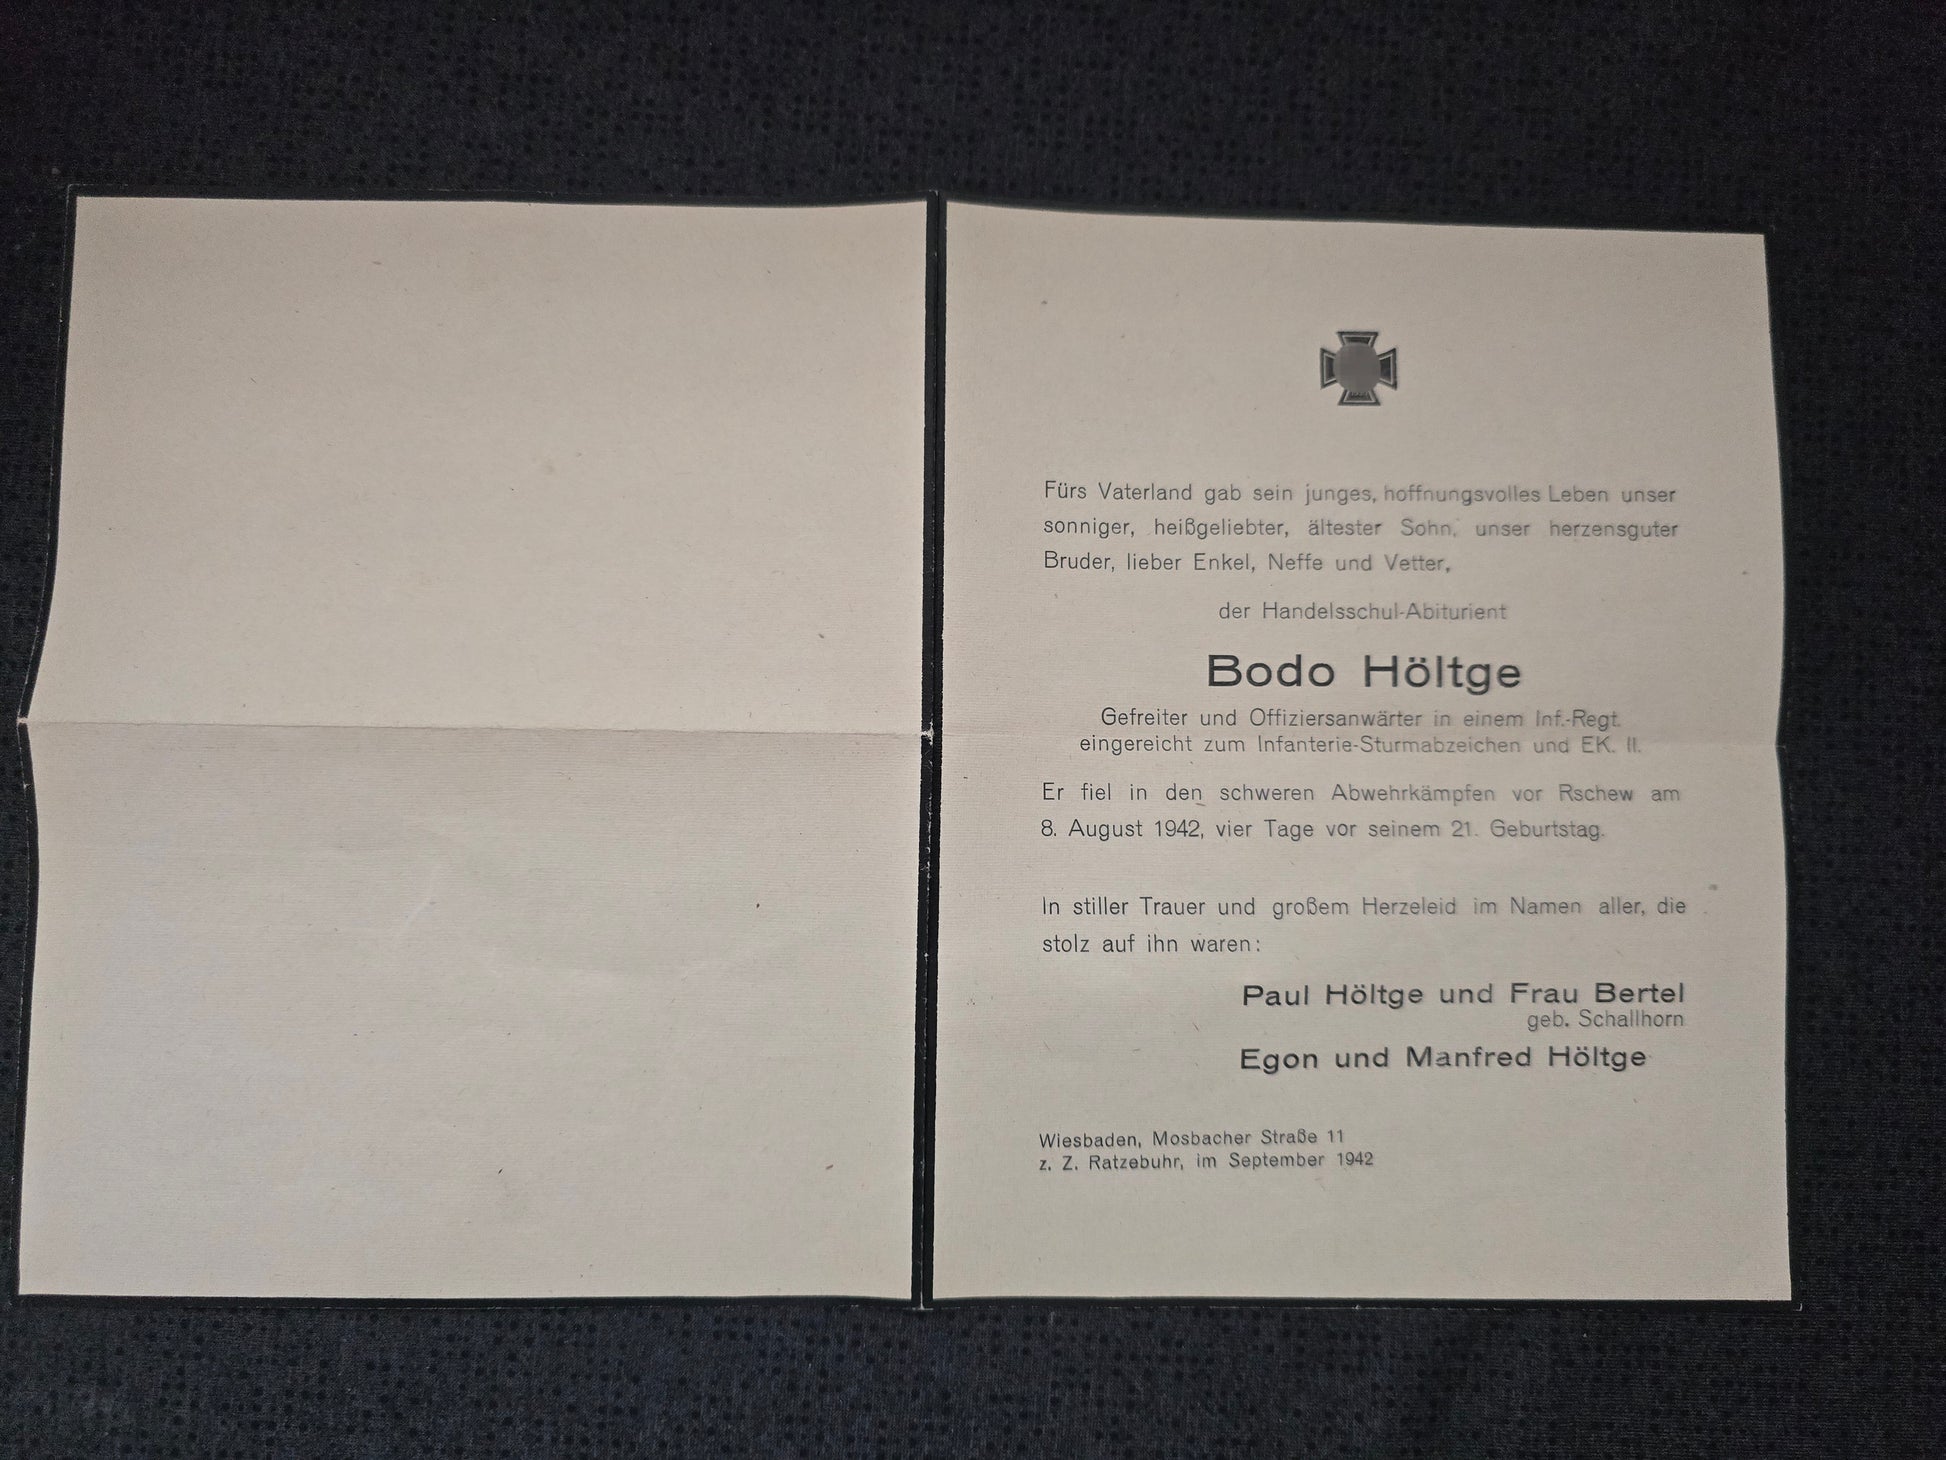 Fürs Vaterland gab sein junges, hoffnungsvolles Leben unser
sonniger, heißgeliebter, ältester Sohn, unser herzensguter
Bruder, lieber Enkel, Neffe und Vetter,
der Handelsschul-Abiturient
Bodo Höltge
Gefreiter und Offiziersanwärter in einem Inf.-Regt.
eingereicht zum Infanterie-Sturmabzeichen und EK. II.
Er fiel in den schweren Abwehrkämpfen vor Rschew am
8. August 1942, vier Tage vor seinem 21. Geburtstag.
In stiller Trauer und großem Herzeleid im Namen aller, die
stolz auf ihn waren:
Paul Höltge und Frau Bertel
geb. Schallhorn
Egon und Manfred Höltge
Wiesbaden, Mosbacher Straße 11
z. Z. Ratzebuhr, im September 1942